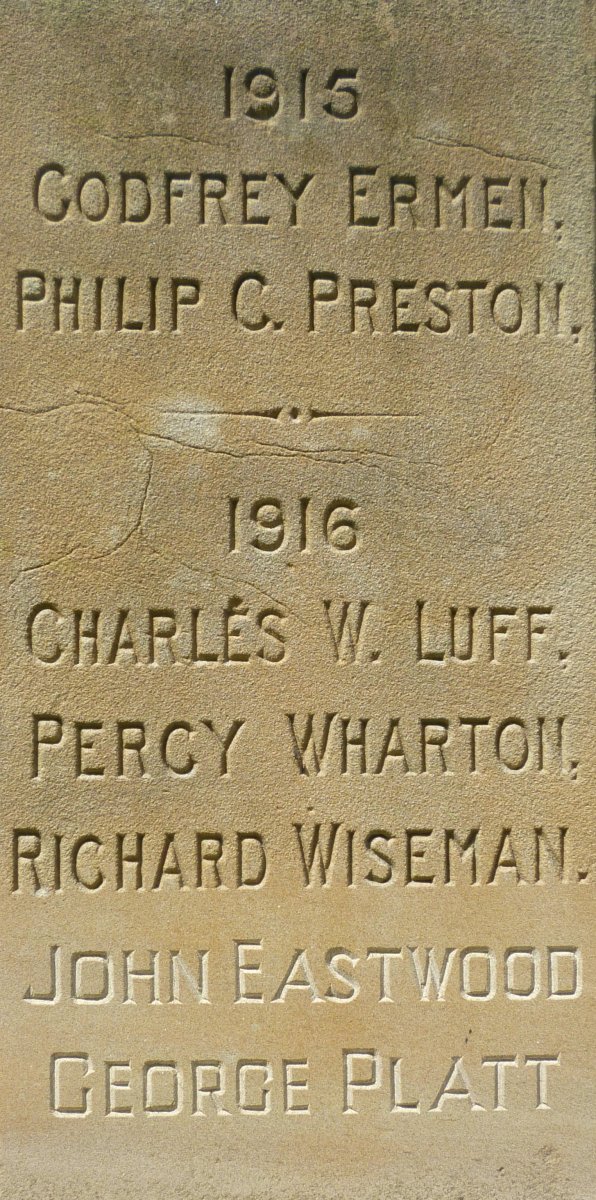 1915
GODFREY ERMEN.
PHILIP C. PRESTON.
1916
CHARLES W. LUFF.
PERCY WHARTON.
RICHARD WISEMAN.
JOHN EASTWOOD
GEORGE PLATT